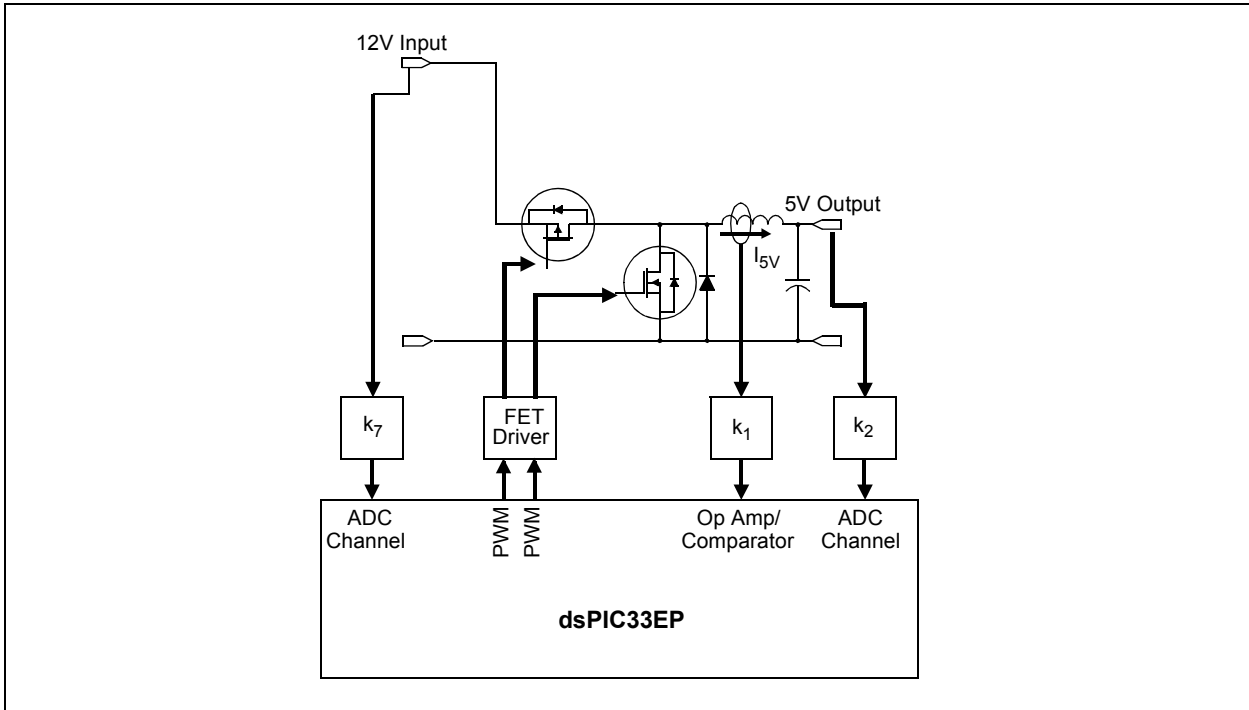 12V Input
5V Output
I5V
k7
FET
Driver
k1
k2
ADC
Channel
PWM
PWM
Op Amp/
Comparator
ADC
Channel
dsPIC33EP